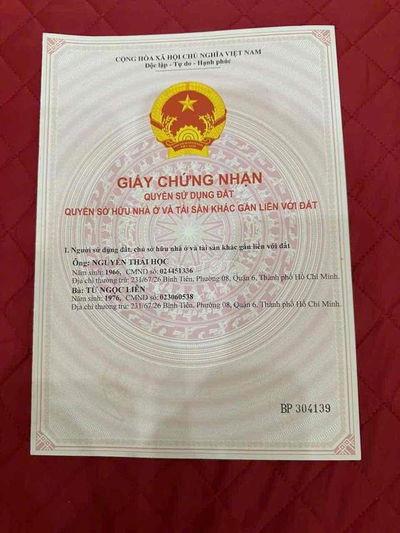 CỘNG HÒA XÃ HỘI CHỦ NGHĨA VIỆT NAM
Độc lập - Tự do - Hạnh phúc
GIẤY CHỨNG NHẬN
QUYỀN SỬ DỤNG ĐẤT
QUYỀN SỞ HỮU NHÀ Ở VÀ TÀI SẢN KHÁC GẮN LIỀN VỚI ĐẤT
I. Người sử dụng đất, chủ sở hữu nhà ở và tài sản khác gắn liền với đất
Ông: NGUYỄN THÁI HỌC
Năm sinh: 1966, CMND số: 024451336
Địa chỉ thường trú: 231/67/26 Bình Tiên, Phường 08, Quận 6, Thành phố Hồ Chí Minh.
Bà: TỪ NGỌC LIÊN
Năm sinh: 1976, CMND số: 023060538
Địa chỉ thường trú: 231/67/26 Bình Tiên, Phường 08, Quận 6, Thành phố Hồ Chí Minh.
BP 304139